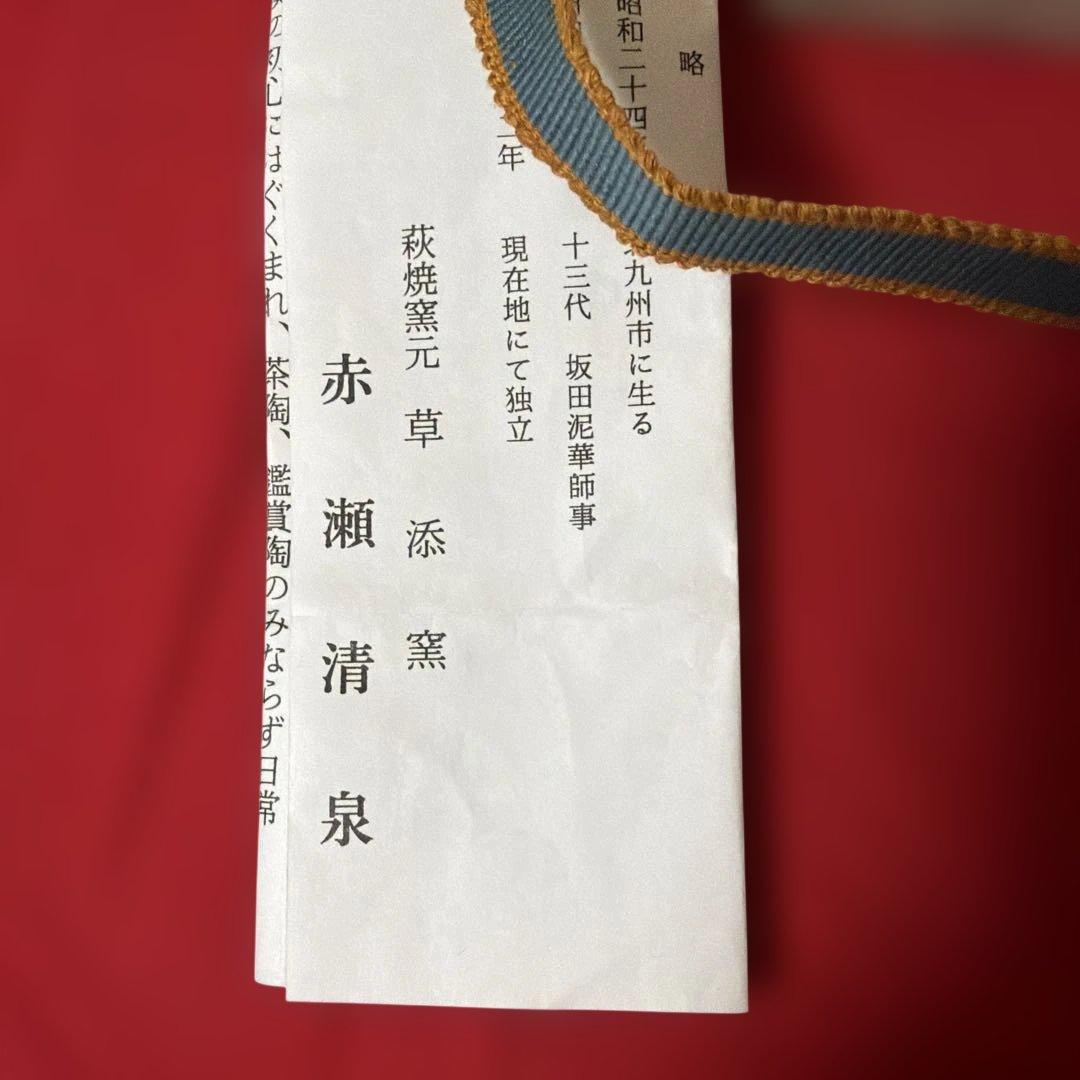 略
昭和二十四
九州市に生る
十三代 坂田泥華師事
年 現在地にて独立
萩焼窯元 草添窯
赤瀬清泉
にはぐくまれ、茶陶、鑑賞陶のみならず日常